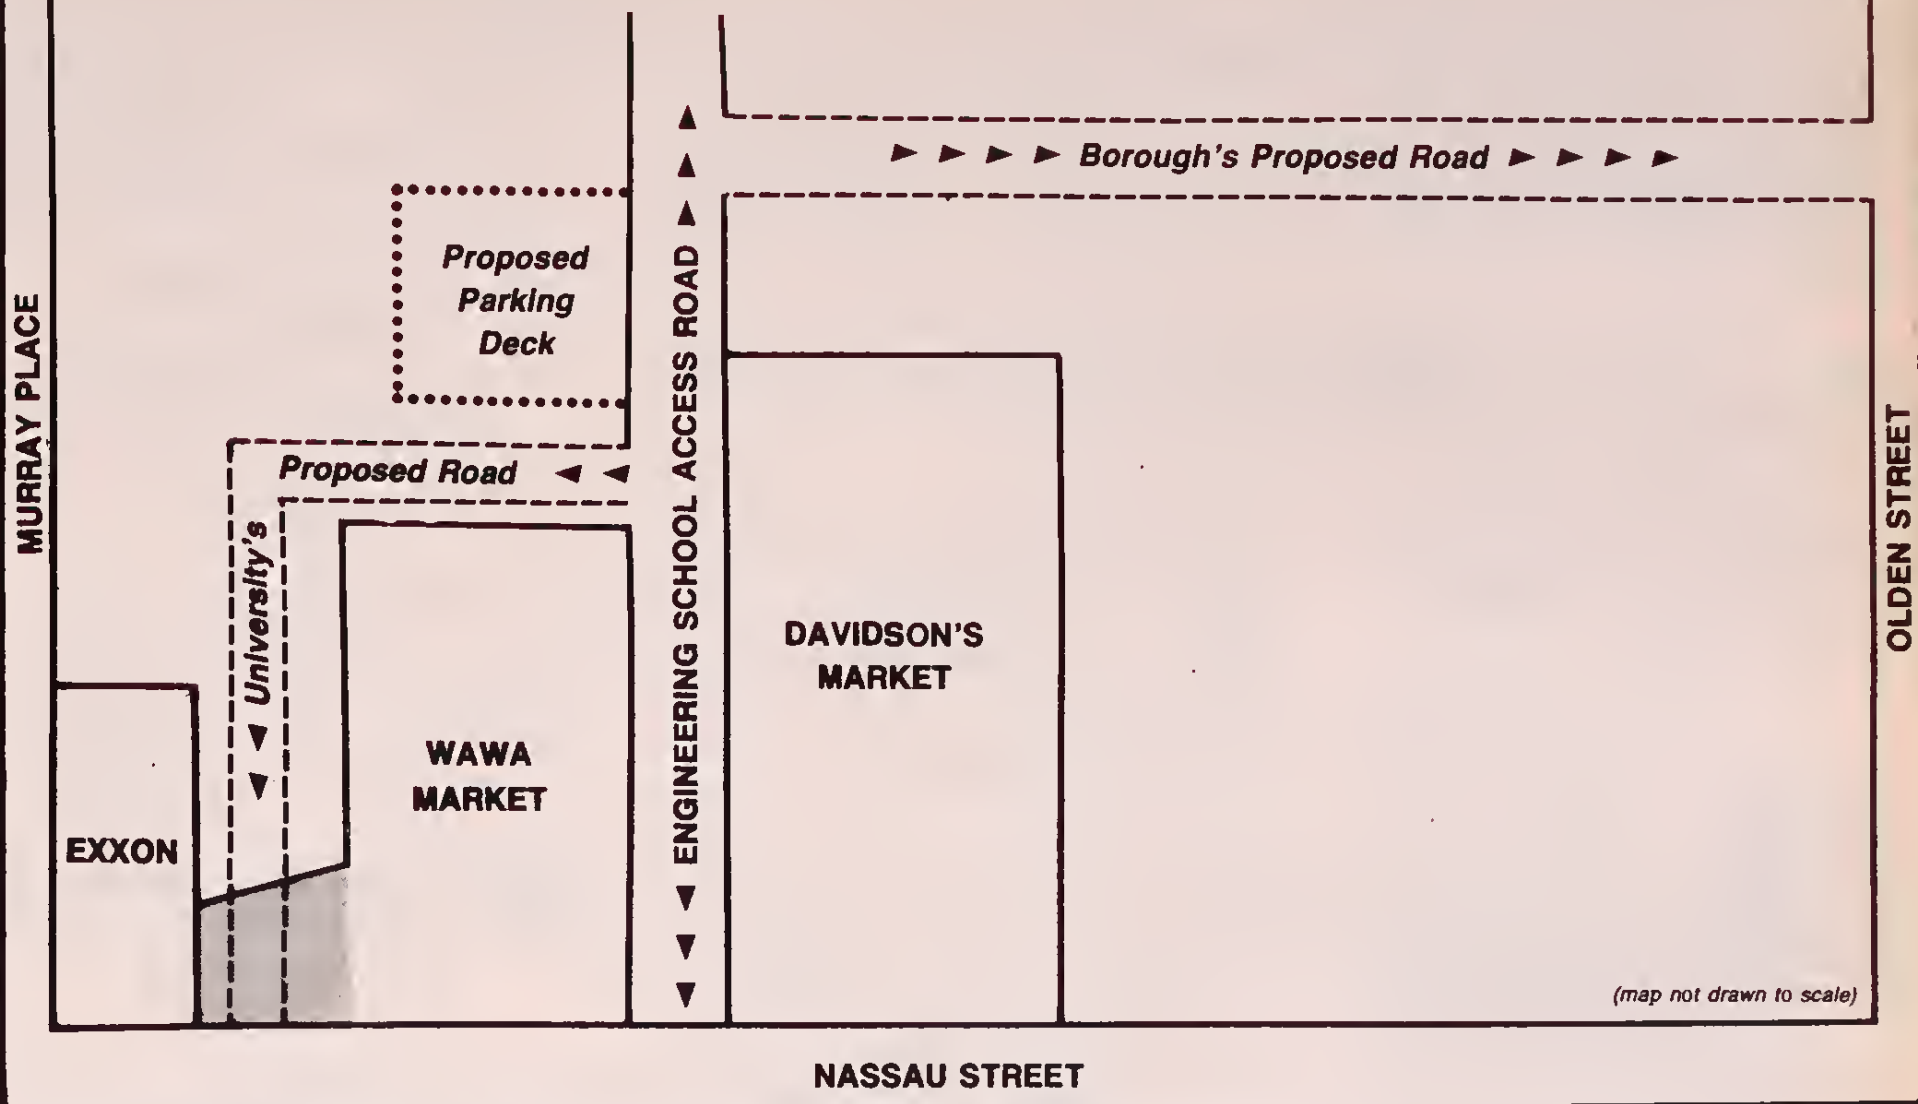 Borough's Proposed Road
Proposed
Parking
Deck
MURRAY PLACE
ENGINEERING SCHOOL ACCESS ROAD
OLDEN STREET
Proposed Road
University's
DAVIDSON'S
MARKET
WAWA
MARKET
EXXON
(map not drawn to scale)
NASSAU STREET